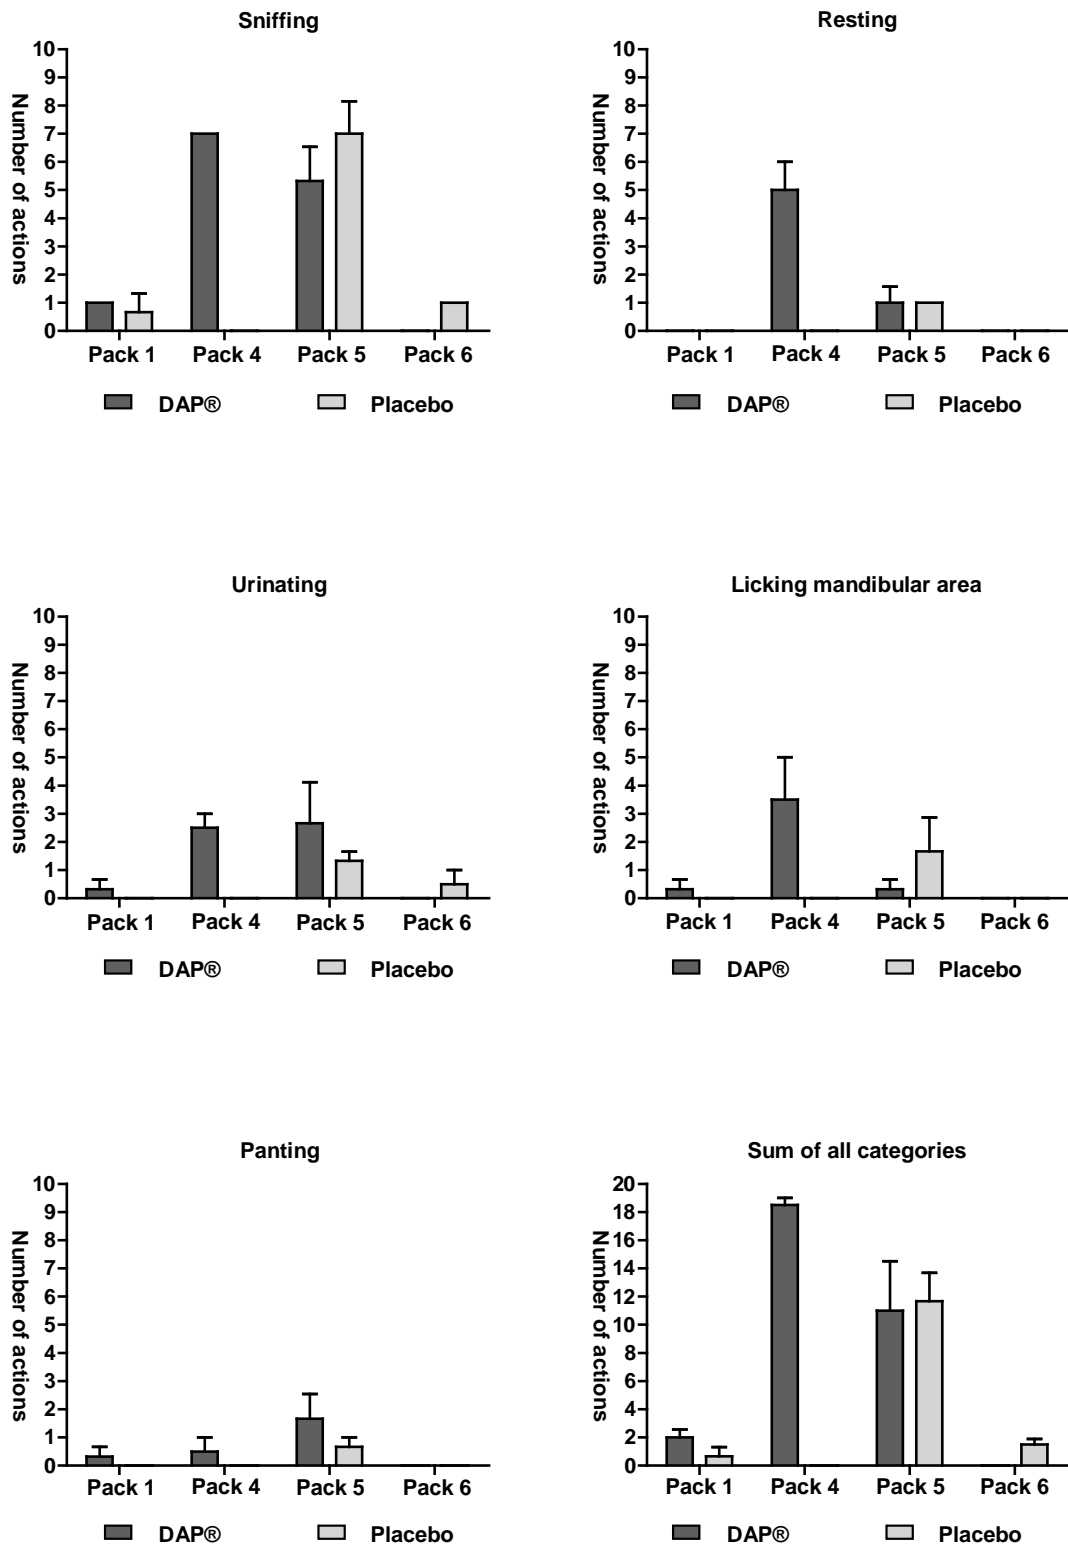 Sniffing
10
9
8
7
6
5
4
3
2
1
0
Number of actions
Pack 1 Pack 4 Pack 5 Pack 6
DAP® Placebo
Resting
10
9
8
7
6
5
4
3
2
1
0
Number of actions
Pack 1 Pack 4 Pack 5 Pack 6
DAP® Placebo
Urinating
10
9
8
7
6
5
4
3
2
1
0
Number of actions
Pack 1 Pack 4 Pack 5 Pack 6
DAP® Placebo
Licking mandibular area
10
9
8
7
6
5
4
3
2
1
0
Number of actions
Pack 1 Pack 4 Pack 5 Pack 6
DAP® Placebo
Panting
10
9
8
7
6
5
4
3
2
1
0
Number of actions
Pack 1 Pack 4 Pack 5 Pack 6
DAP® Placebo
Sum of all categories
20
18
16
14
12
10
8
6
4
2
0
Number of actions
Pack 1 Pack 4 Pack 5 Pack 6
DAP® Placebo